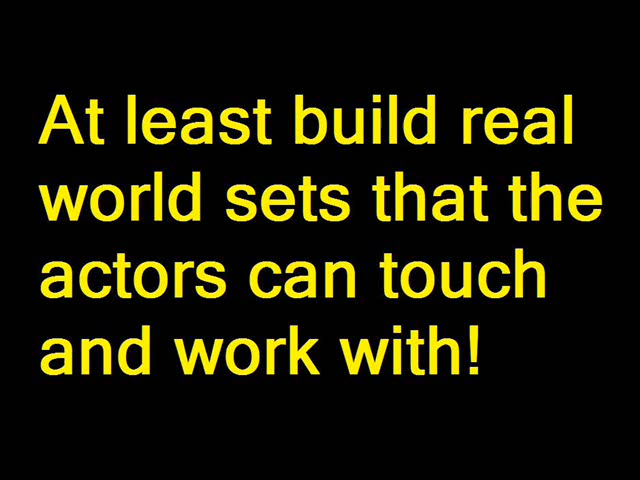 At least build real
world sets that the
actors can touch
and work with!